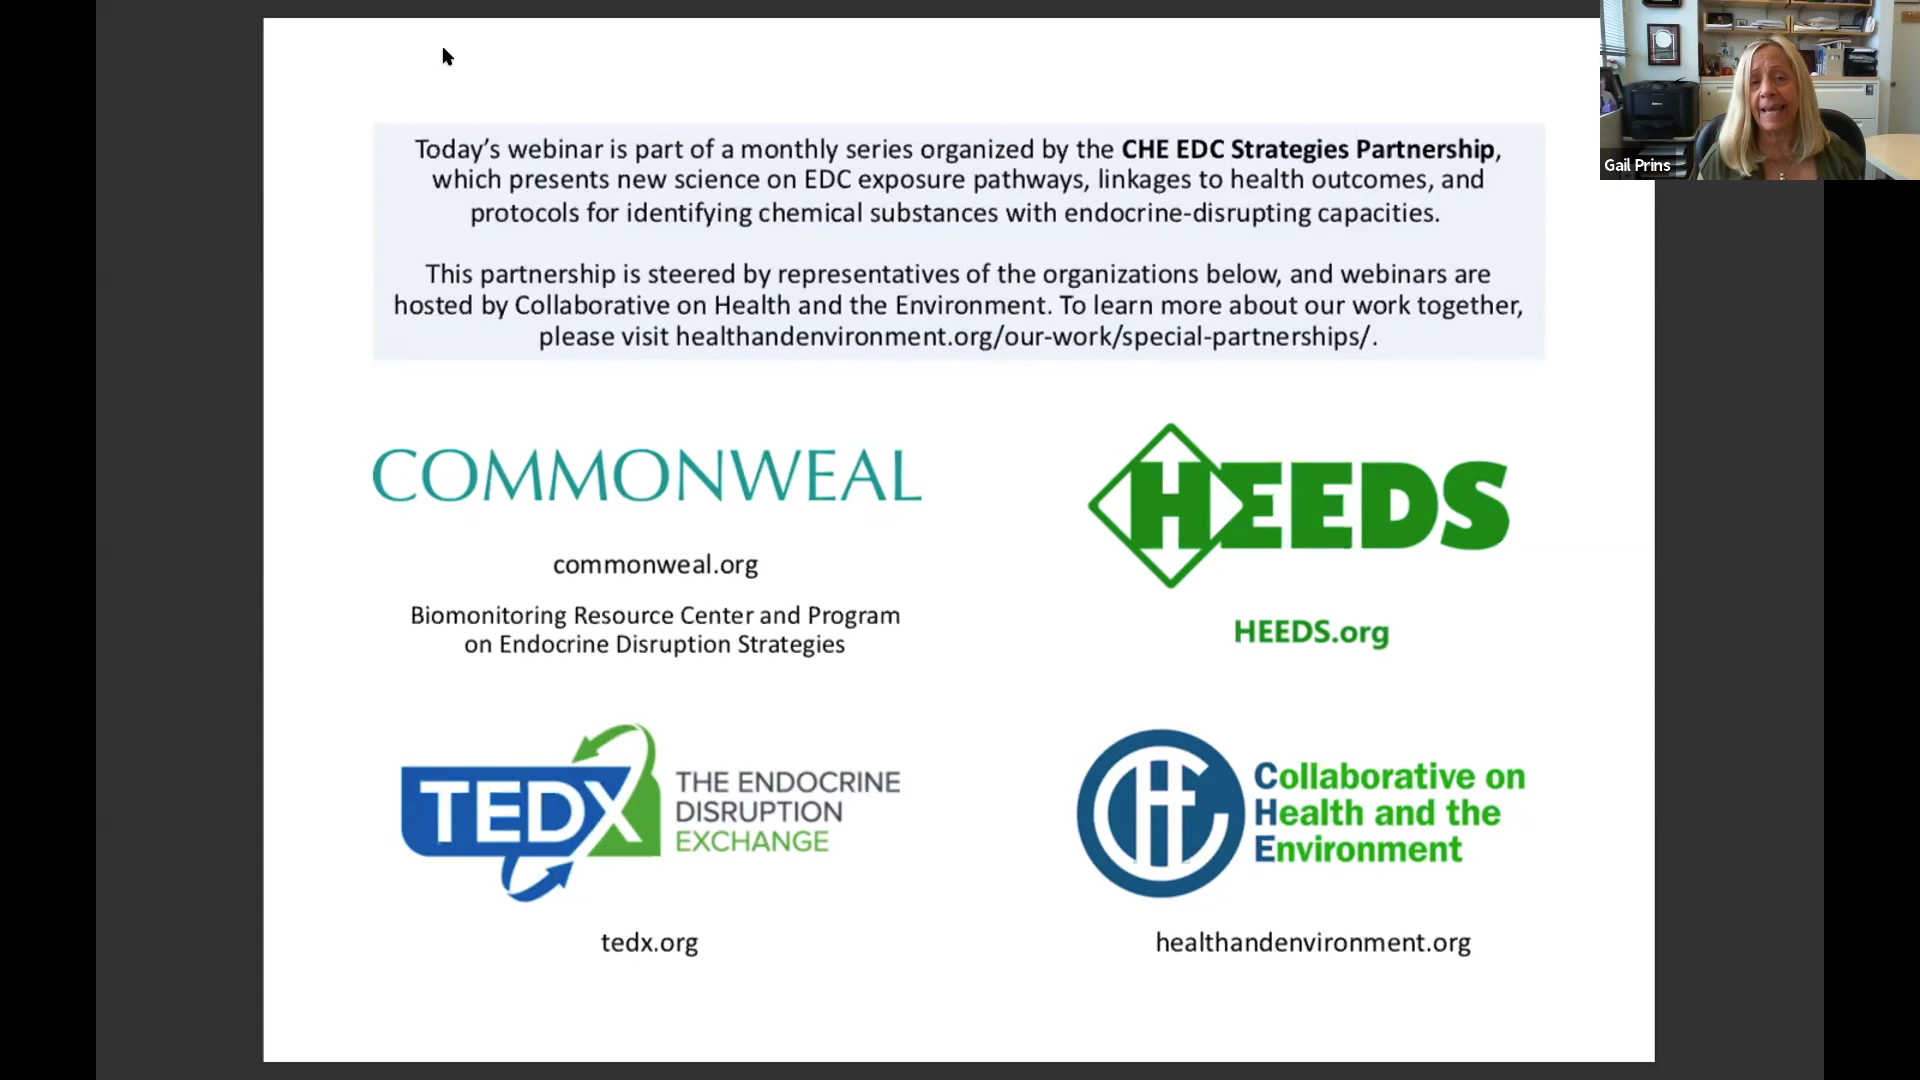 Today's webinar is part of a monthly series organized by the CHE EDC Strategies Partnership,
which presents new science on EDC exposure pathways, linkages to health outcomes, and
protocols for identifying chemical substances with endocrine-disrupting capacities.
This partnership is steered by representatives of the organizations below, and webinars are
hosted by Collaborative on Health and the Environment. To learn more about our work together,
please visit healthandenvironment.org/our-work/special-partnerships/.
Gail Prins
COMMONWEAL
commonweal.org
Biomonitoring Resource Center and Program
on Endocrine Disruption Strategies
HEEDS
HEEDS.org
TEDX
THE ENDOCRINE
DISRUPTION
EXCHANGE
tedx.org
CHE
Collaborative on
Health and the
Environment
healthandenvironment.org